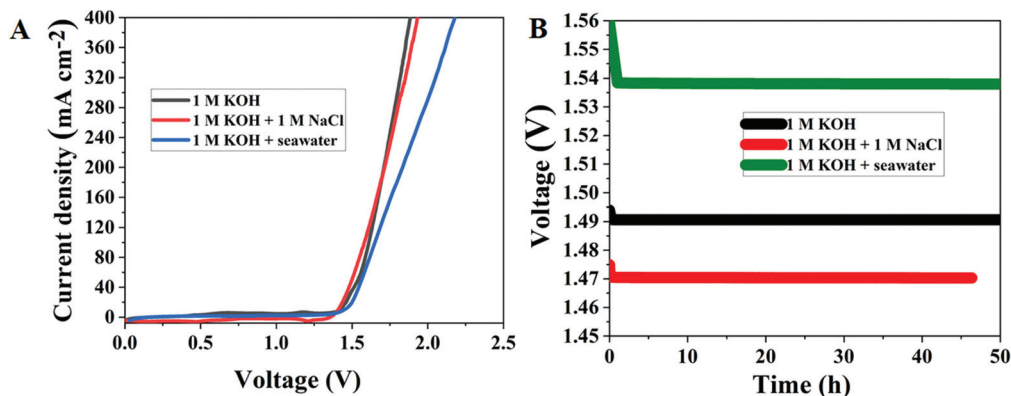 A
Current density (mA cm-2)
400
360
320
280
240
200
160
120
80
40
0
1 M KOH
1 M KOH + 1 M NaCl
1 M KOH + seawater
0.0 0.5 1.0 1.5 2.0 2.5
Voltage (V)
B
Voltage (V)
1.56
1.54
1.53
1.52
1.51
1.50
1.49
1.48
1.47
1.46
1.45
1 M KOH
1 M KOH + 1 M NaCl
1 M KOH + seawater
0 10 20 30 40 50
Time (h)